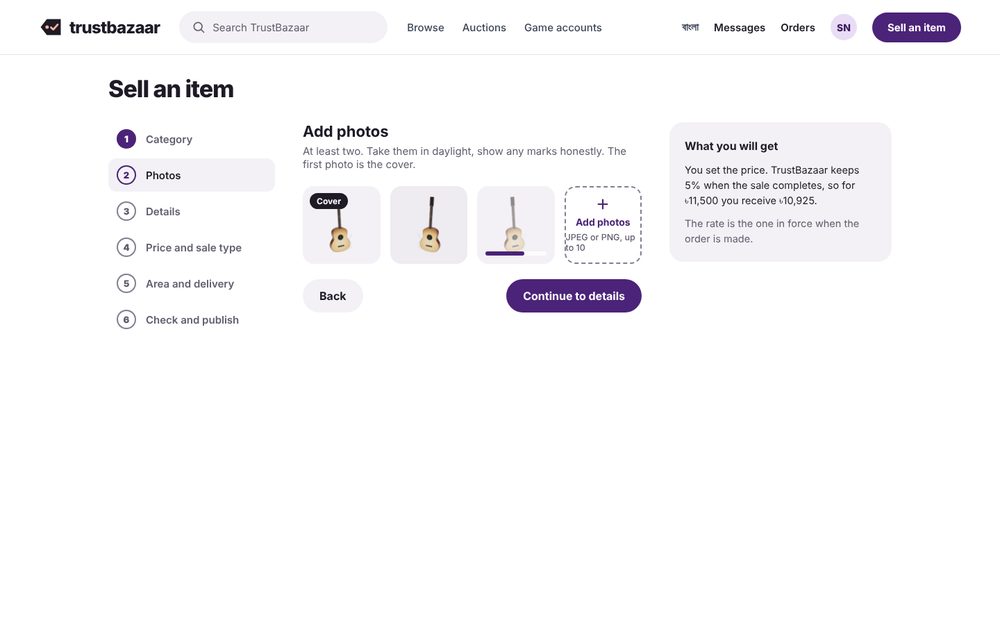 trustbazaar
Search TrustBazaar
Browse
Auctions
Game accounts
বাংলা
Messages
Orders
SN
Sell an item
Sell an item
1 Category
2 Photos
3 Details
4 Price and sale type
5 Area and delivery
6 Check and publish
Add photos
At least two. Take them in daylight, show any marks honestly. The
first photo is the cover.
Cover
Add photos
JPEG or PNG, up
to 10
Back
Continue to details
What you will get
You set the price. TrustBazaar keeps
5% when the sale completes, so for
৳11,500 you receive ৳10,925.
The rate is the one in force when the
order is made.